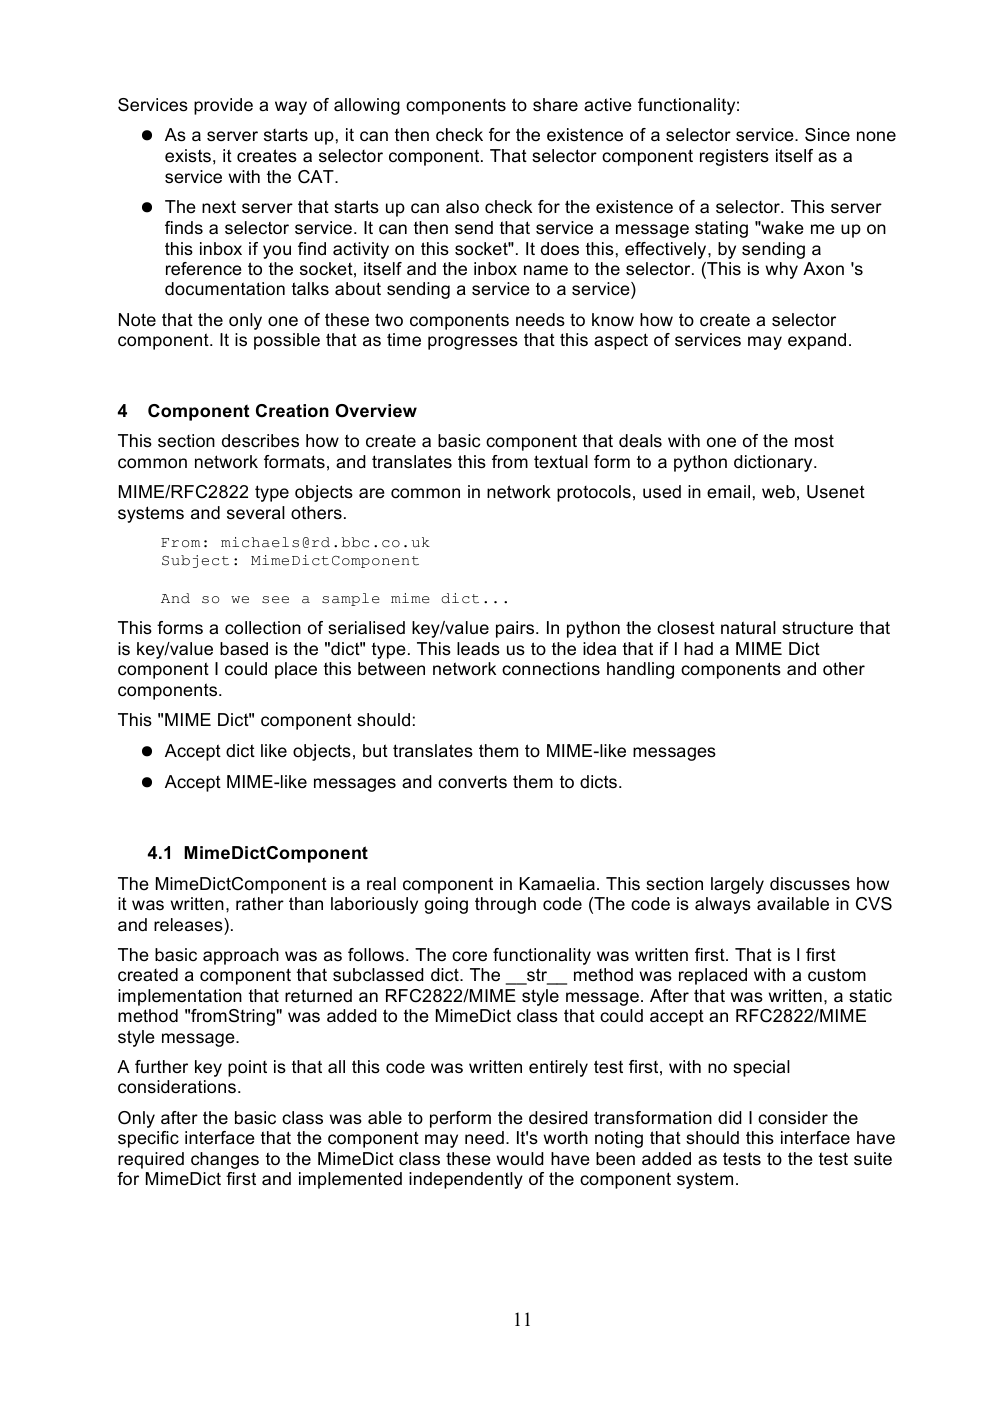 Services provide a way of allowing components to share active functionality:
● As a server starts up, it can then check for the existence of a selector service. Since none
exists, it creates a selector component. That selector component registers itself as a
service with the CAT.
● The next server that starts up can also check for the existence of a selector. This server
finds a selector service. It can then send that service a message stating "wake me up on
this inbox if you find activity on this socket". It does this, effectively, by sending a
reference to the socket, itself and the inbox name to the selector. (This is why Axon 's
documentation talks about sending a service to a service)
Note that the only one of these two components needs to know how to create a selector
component. It is possible that as time progresses that this aspect of services may expand.
4 Component Creation Overview
This section describes how to create a basic component that deals with one of the most
common network formats, and translates this from textual form to a python dictionary.
MIME/RFC2822 type objects are common in network protocols, used in email, web, Usenet
systems and several others.
From: michaels@rd.bbc.co.uk
Subject: MimeDictComponent
And so we see a sample mime dict...
This forms a collection of serialised key/value pairs. In python the closest natural structure that
is key/value based is the "dict" type. This leads us to the idea that if I had a MIME Dict
component I could place this between network connections handling components and other
components.
This "MIME Dict" component should:
● Accept dict like objects, but translates them to MIME-like messages
● Accept MIME-like messages and converts them to dicts.
4.1 MimeDictComponent
The MimeDictComponent is a real component in Kamaelia. This section largely discusses how
it was written, rather than laboriously going through code (The code is always available in CVS
and releases).
The basic approach was as follows. The core functionality was written first. That is I first
created a component that subclassed dict. The __str__ method was replaced with a custom
implementation that returned an RFC2822/MIME style message. After that was written, a static
method "fromString" was added to the MimeDict class that could accept an RFC2822/MIME
style message.
A further key point is that all this code was written entirely test first, with no special
considerations.
Only after the basic class was able to perform the desired transformation did I consider the
specific interface that the component may need. It's worth noting that should this interface have
required changes to the MimeDict class these would have been added as tests to the test suite
for MimeDict first and implemented independently of the component system.
11